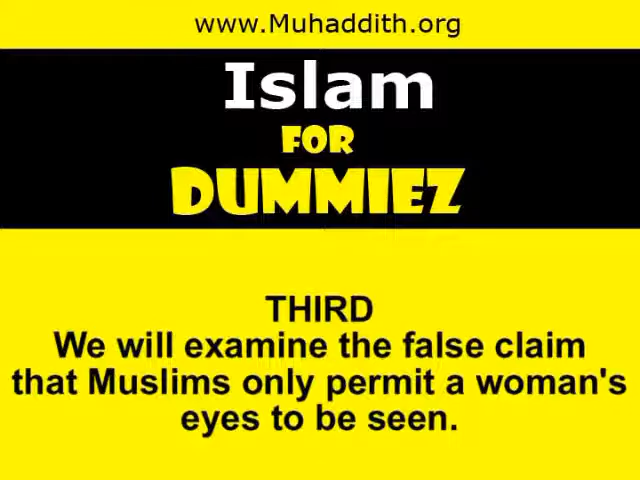 www.Muhaddith.org
Islam
FOR
DUMMIEZ
THIRD
We will examine the false claim
that Muslims only permit a woman's
eyes to be seen.